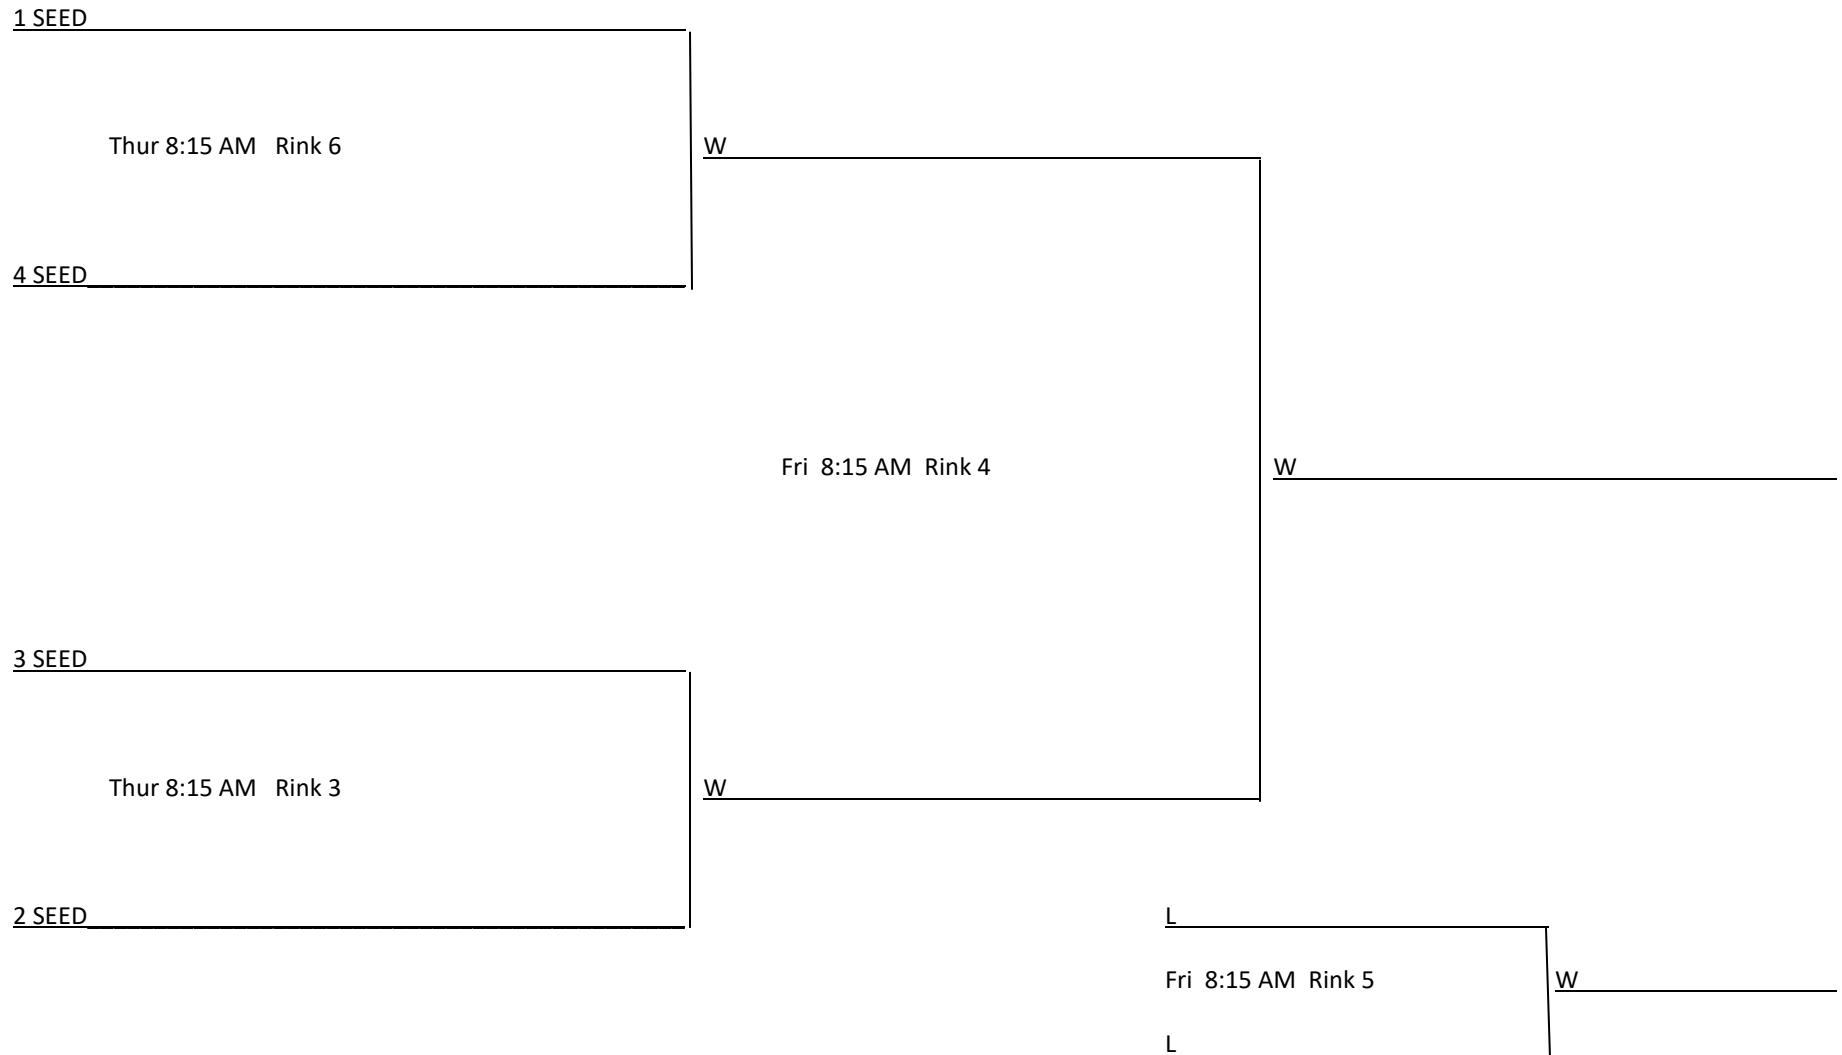 1 SEED
Thur 8:15 AM   Rink 6
W
4 SEED
Fri  8:15 AM  Rink 4
W
3 SEED
Thur 8:15 AM   Rink 3
W
2 SEED
L
Fri  8:15 AM  Rink 5
W
L